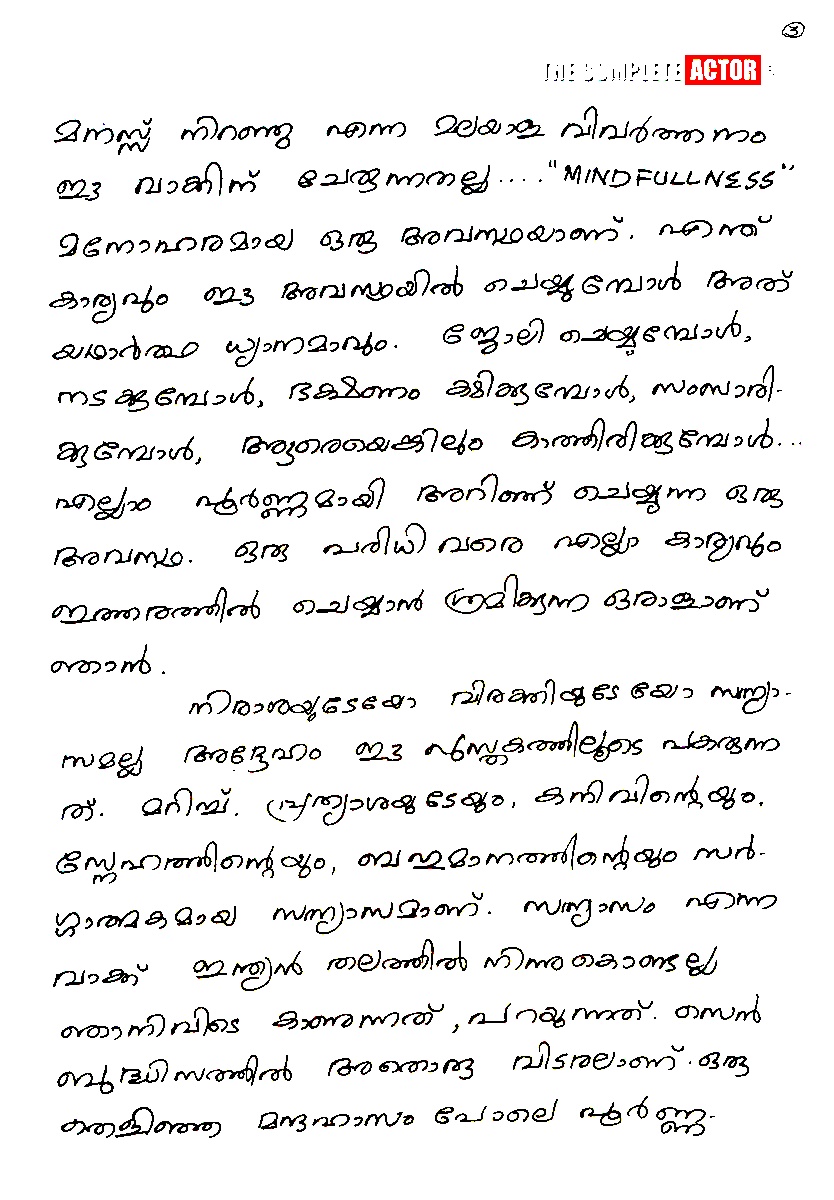 3
THE COMPLETE ACTOR
മനസ്സ് നിറഞ്ഞു എന്ന മലയാള വിവർത്തനം
ഈ വാക്കിന് ചേരുന്നതല്ല...."MINDFULLNESS"
മനോഹരമായ ഒരു അവസ്ഥയാണ്. എന്ത്
കാര്യവും ഈ അവസ്ഥയിൽ ചെയ്യുമ്പോൾ അത്
യഥാർത്ഥ ധ്യാനമാവും. ജോലി ചെയ്യുമ്പോൾ,
നടക്കുമ്പോൾ, ഭക്ഷണം കഴിക്കുമ്പോൾ, സംസാരി-
ക്കുമ്പോൾ, ആരെയെങ്കിലും കാത്തിരിക്കുമ്പോൾ...
എല്ലാം പൂർണ്ണമായി അറിഞ്ഞ് ചെയ്യുന്ന ഒരു
അവസ്ഥ. ഒരു പരിധി വരെ എല്ലാ കാര്യവും
ഇത്തരത്തിൽ ചെയ്യാൻ ശ്രമിക്കുന്ന ഒരാളാണ്
ഞാൻ.
നിരാശയുടേയോ വിരക്തിയുടേയോ സന്ന്യാ-
സമല്ല അദ്ദേഹം ഈ പുസ്തകത്തിലൂടെ പകരുന്ന
ത്. മറിച്ച്. പ്രത്യാശയുടേയും, കനിവിന്റെയും,
സ്നേഹത്തിന്റെയും, ബഹുമാനത്തിന്റെയും സർ-
ഗ്ഗാത്മകമായ സന്ന്യാസമാണ്. സന്ന്യാസം എന്ന
വാക്ക് ഇന്ത്യൻ തലത്തിൽ നിന്നുകൊണ്ടല്ല
ഞാനിവിടെ കാണുന്നത്, പറയുന്നത്. സെൻ
ബുദ്ധിസത്തിൽ അതൊരു വിടരലാണ്. ഒരു
തെളിഞ്ഞ മന്ദഹാസം പോലെ പൂർണ്ണ-